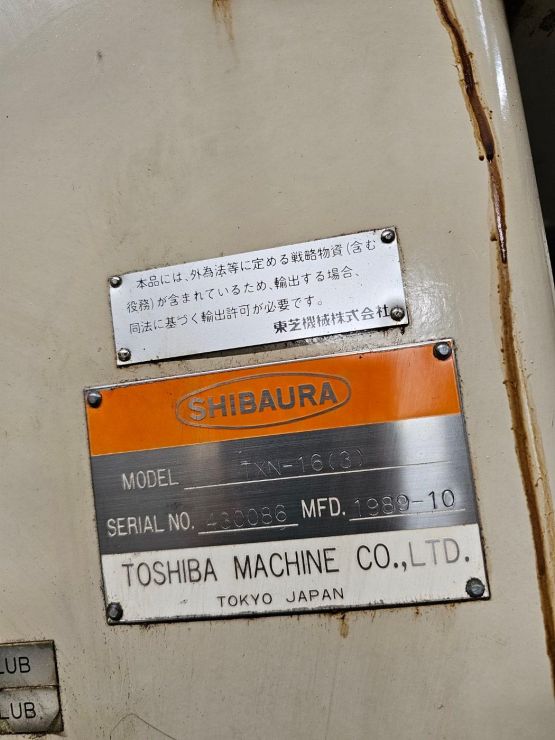 本品には、外為法等に定める戦略物資(含む
役務)が含まれているため、輸出する場合、
同法に基づく輸出許可が必要です。
東芝機械株式会社
SHIBAURA
MODEL TXN-16(3)
SERIAL NO. 430086 MFD. 1989-10
TOSHIBA MACHINE CO.,LTD.
TOKYO JAPAN
LUB
LUB.